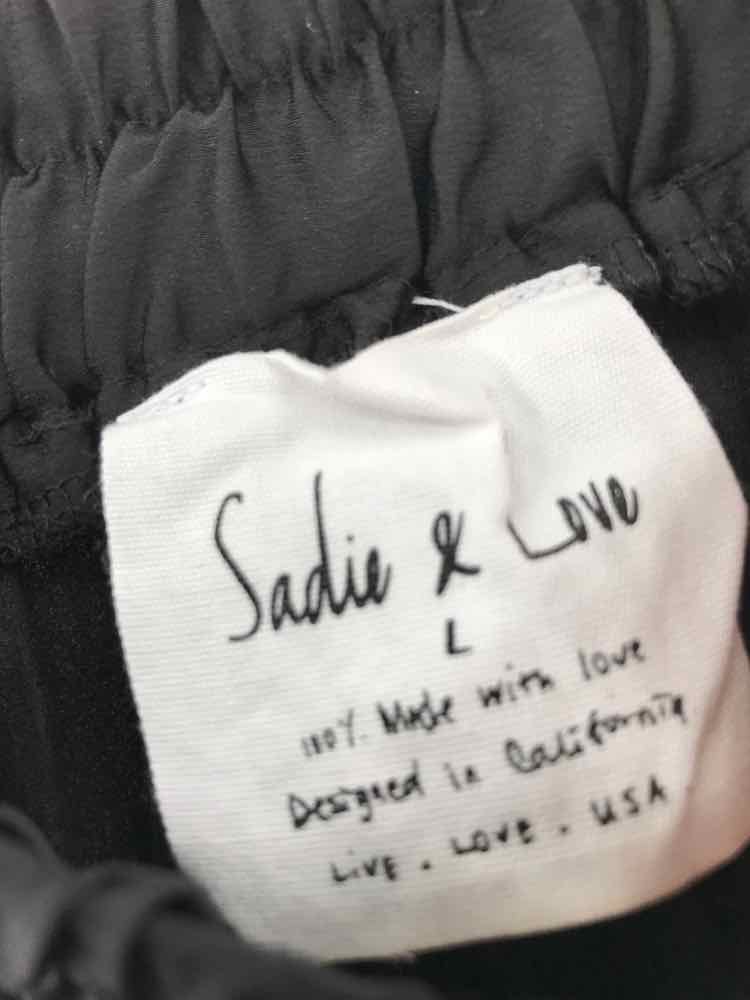 Sadie & Love
L
100% Made with love
Designed in California
LIVE . LOVE . USA